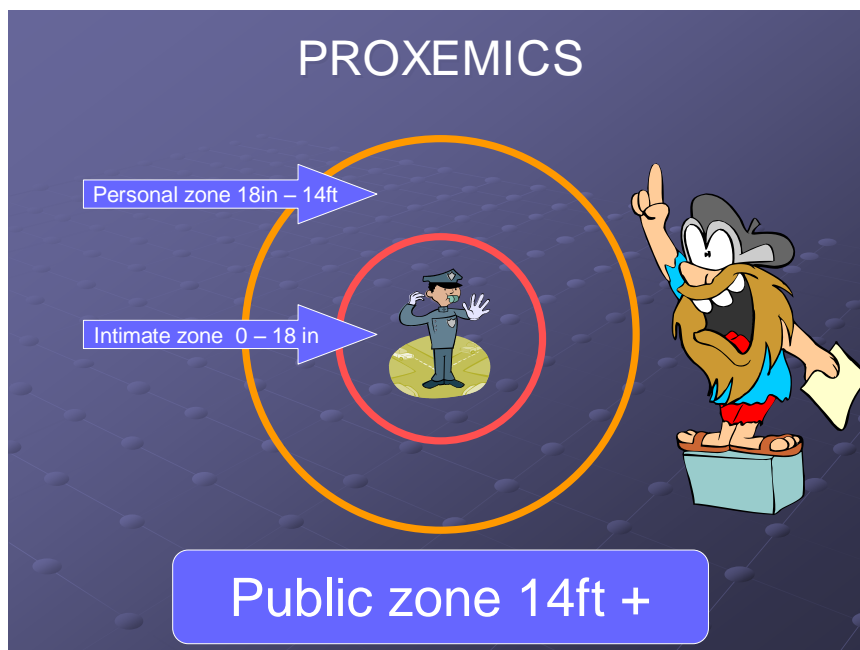 PROXEMICS
Personal zone 18in – 14ft
Intimate zone  0 – 18 in
Public zone 14ft +